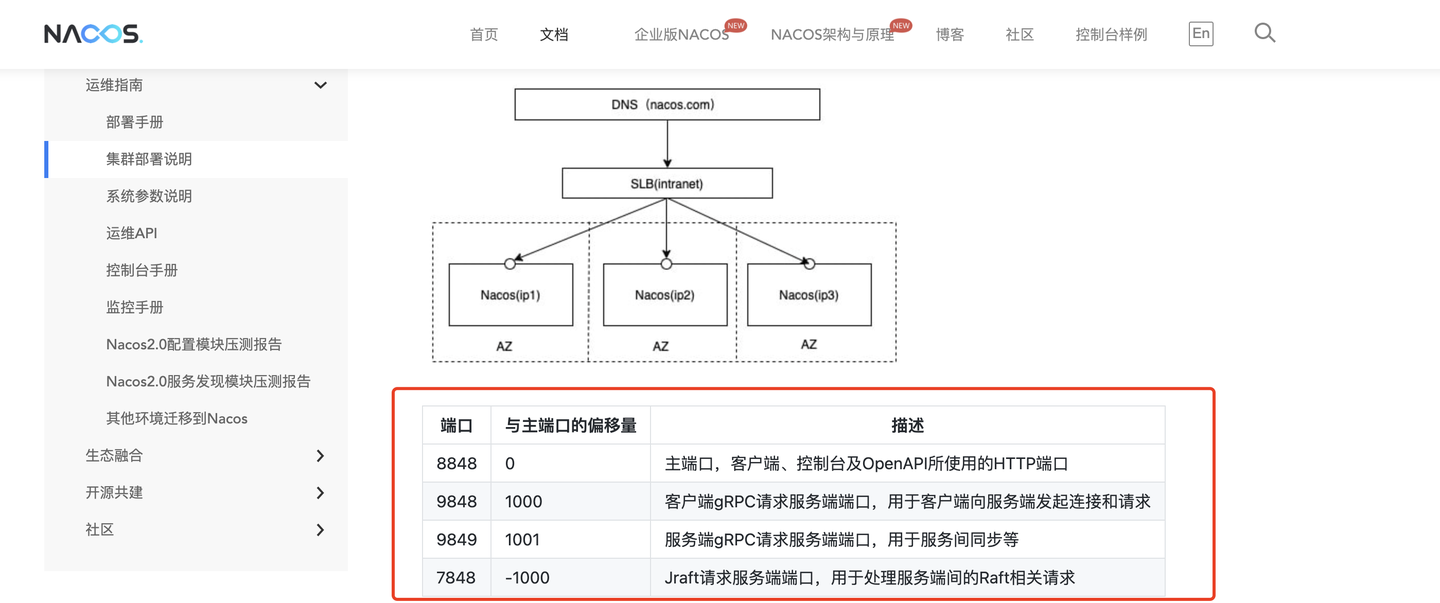 NACOS.
首页 文档 企业版NACOS NEW NACOS架构与原理 NEW 博客 社区 控制台样例 En
运维指南
部署手册
集群部署说明
系统参数说明
运维API
控制台手册
监控手册
Nacos2.0配置模块压测报告
Nacos2.0服务发现模块压测报告
其他环境迁移到Nacos
生态融合
开源共建
社区
DNS（nacos.com）
SLB(intranet)
Nacos(ip1) Nacos(ip2) Nacos(ip3)
AZ AZ AZ
端口 与主端口的偏移量 描述
8848 0 主端口，客户端、控制台及OpenAPI所使用的HTTP端口
9848 1000 客户端gRPC请求服务端端口，用于客户端向服务端发起连接和请求
9849 1001 服务端gRPC请求服务端端口，用于服务间同步等
7848 -1000 Jraft请求服务端端口，用于处理服务端间的Raft相关请求